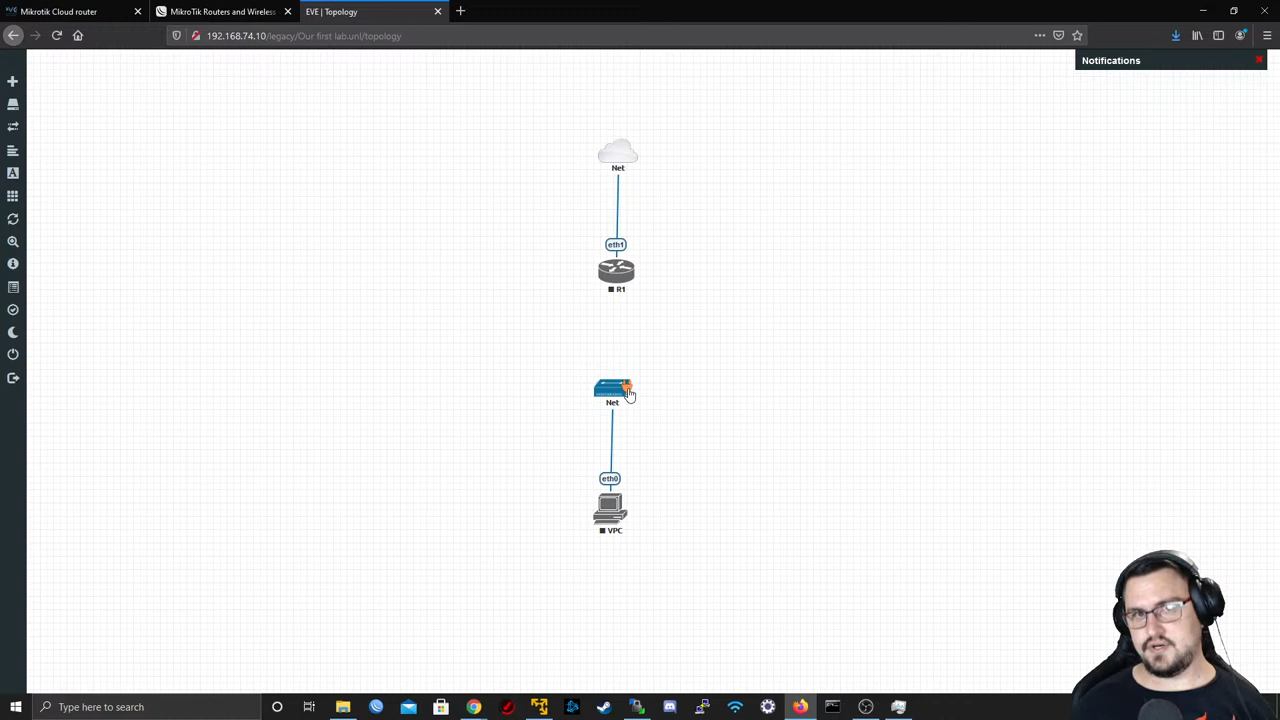 Mikrotik Cloud router
MikroTik Routers and Wireless
EVE | Topology
192.168.74.10/legacy/Our first lab.unl/topology
Notifications
Net
eth1
R1
Net
eth0
VPC
Type here to search